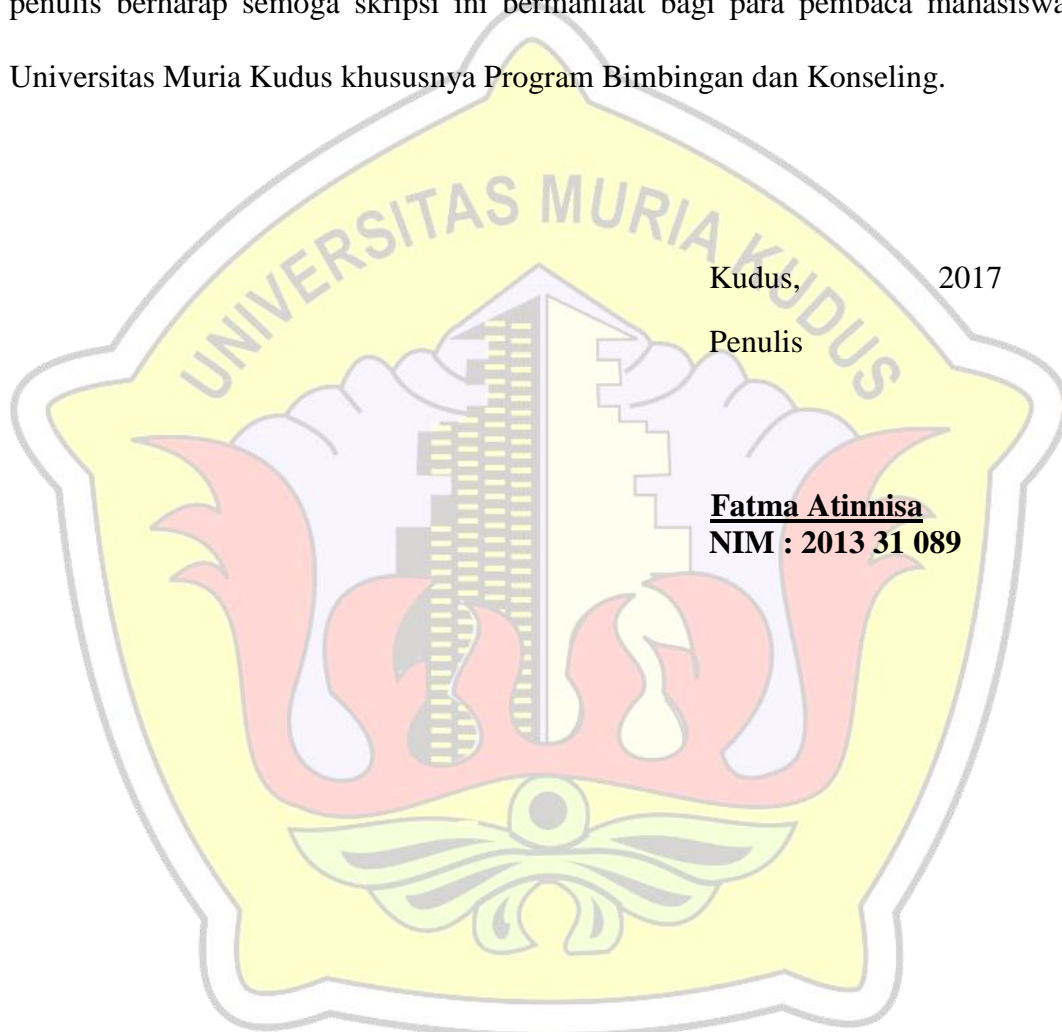 penulis berharap semoga skripsi ini bermanfaat bagi para pembaca mahasiswa
Universitas Muria Kudus khususnya Program Bimbingan dan Konseling.
UNIVERSITAS MURIA KUDUS
Kudus, 2017
Penulis
Fatma Atinnisa
NIM : 2013 31 089